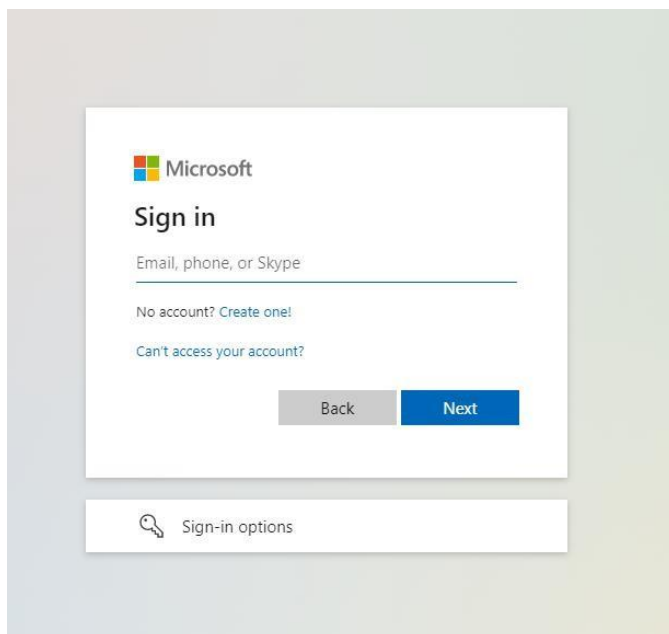 Microsoft
Sign in
Email, phone, or Skype
No account? Create one!
Can't access your account?
Back Next
Sign-in options